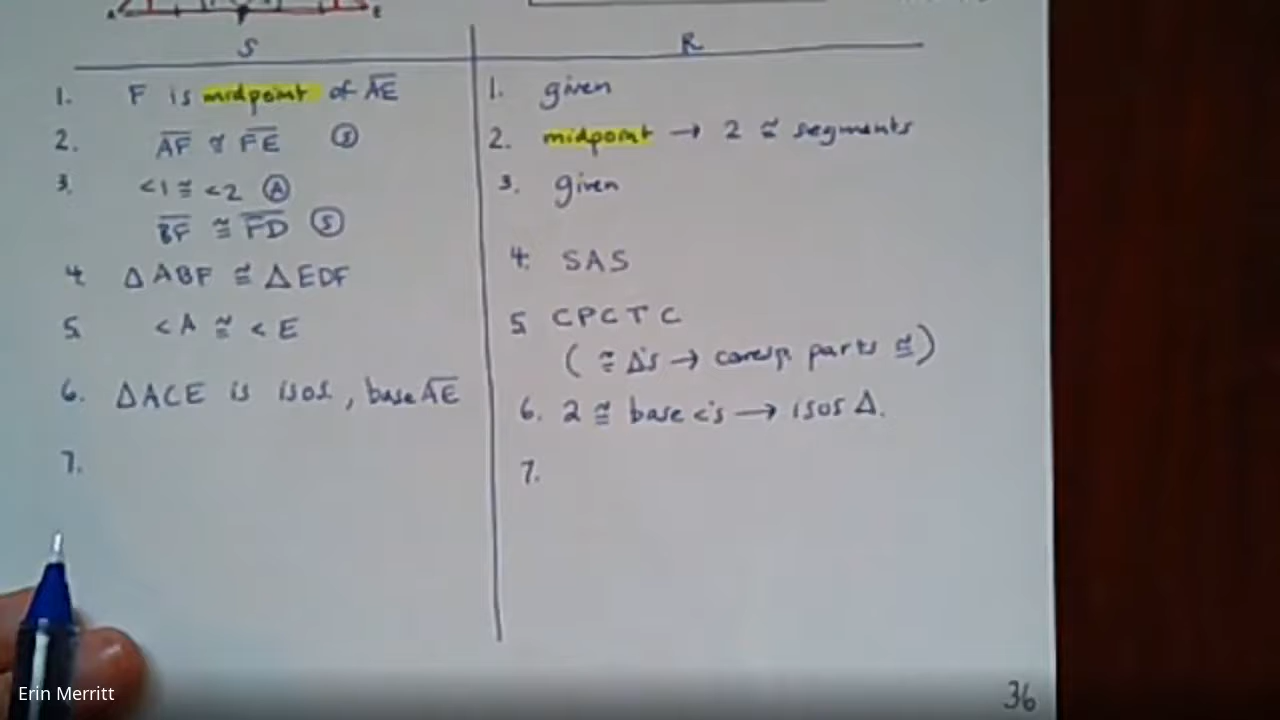 A F E
S R
1. F is midpoint of AE 1. given
2. AF ≅ FE Ⓢ 2. midpoint → 2 ≅ segments
3. <1 ≅ <2 Ⓐ 3. given
BF ≅ FD Ⓢ
4. Δ ABF ≅ Δ EDF 4. SAS
5. <A ≅ <E 5. CPCTC
(≅ Δ's → corresp. parts ≅)
6. ΔACE is isos, base AE 6. 2 ≅ base <'s → isos Δ.
7. 7.
Erin Merritt
36